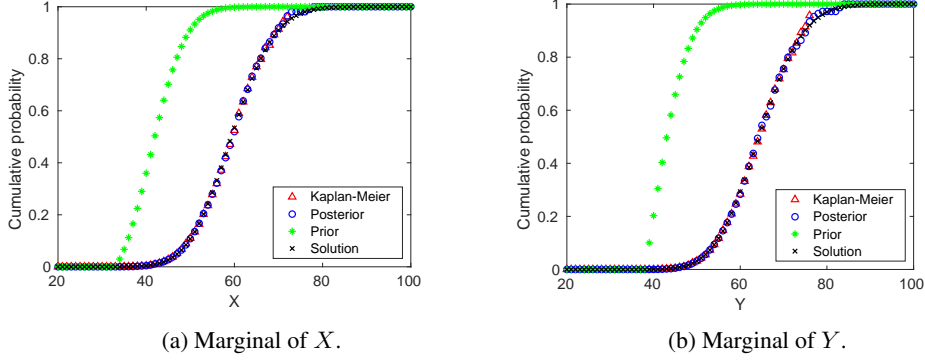 1
0.8
0.6
0.4
0.2
0
Cumulative probability
20 40 60 80 100
X
Kaplan-Meier
Posterior
Prior
Solution
(a) Marginal of X.
1
0.8
0.6
0.4
0.2
0
Cumulative probability
20 40 60 80 100
Y
Kaplan-Meier
Posterior
Prior
Solution
(b) Marginal of Y.